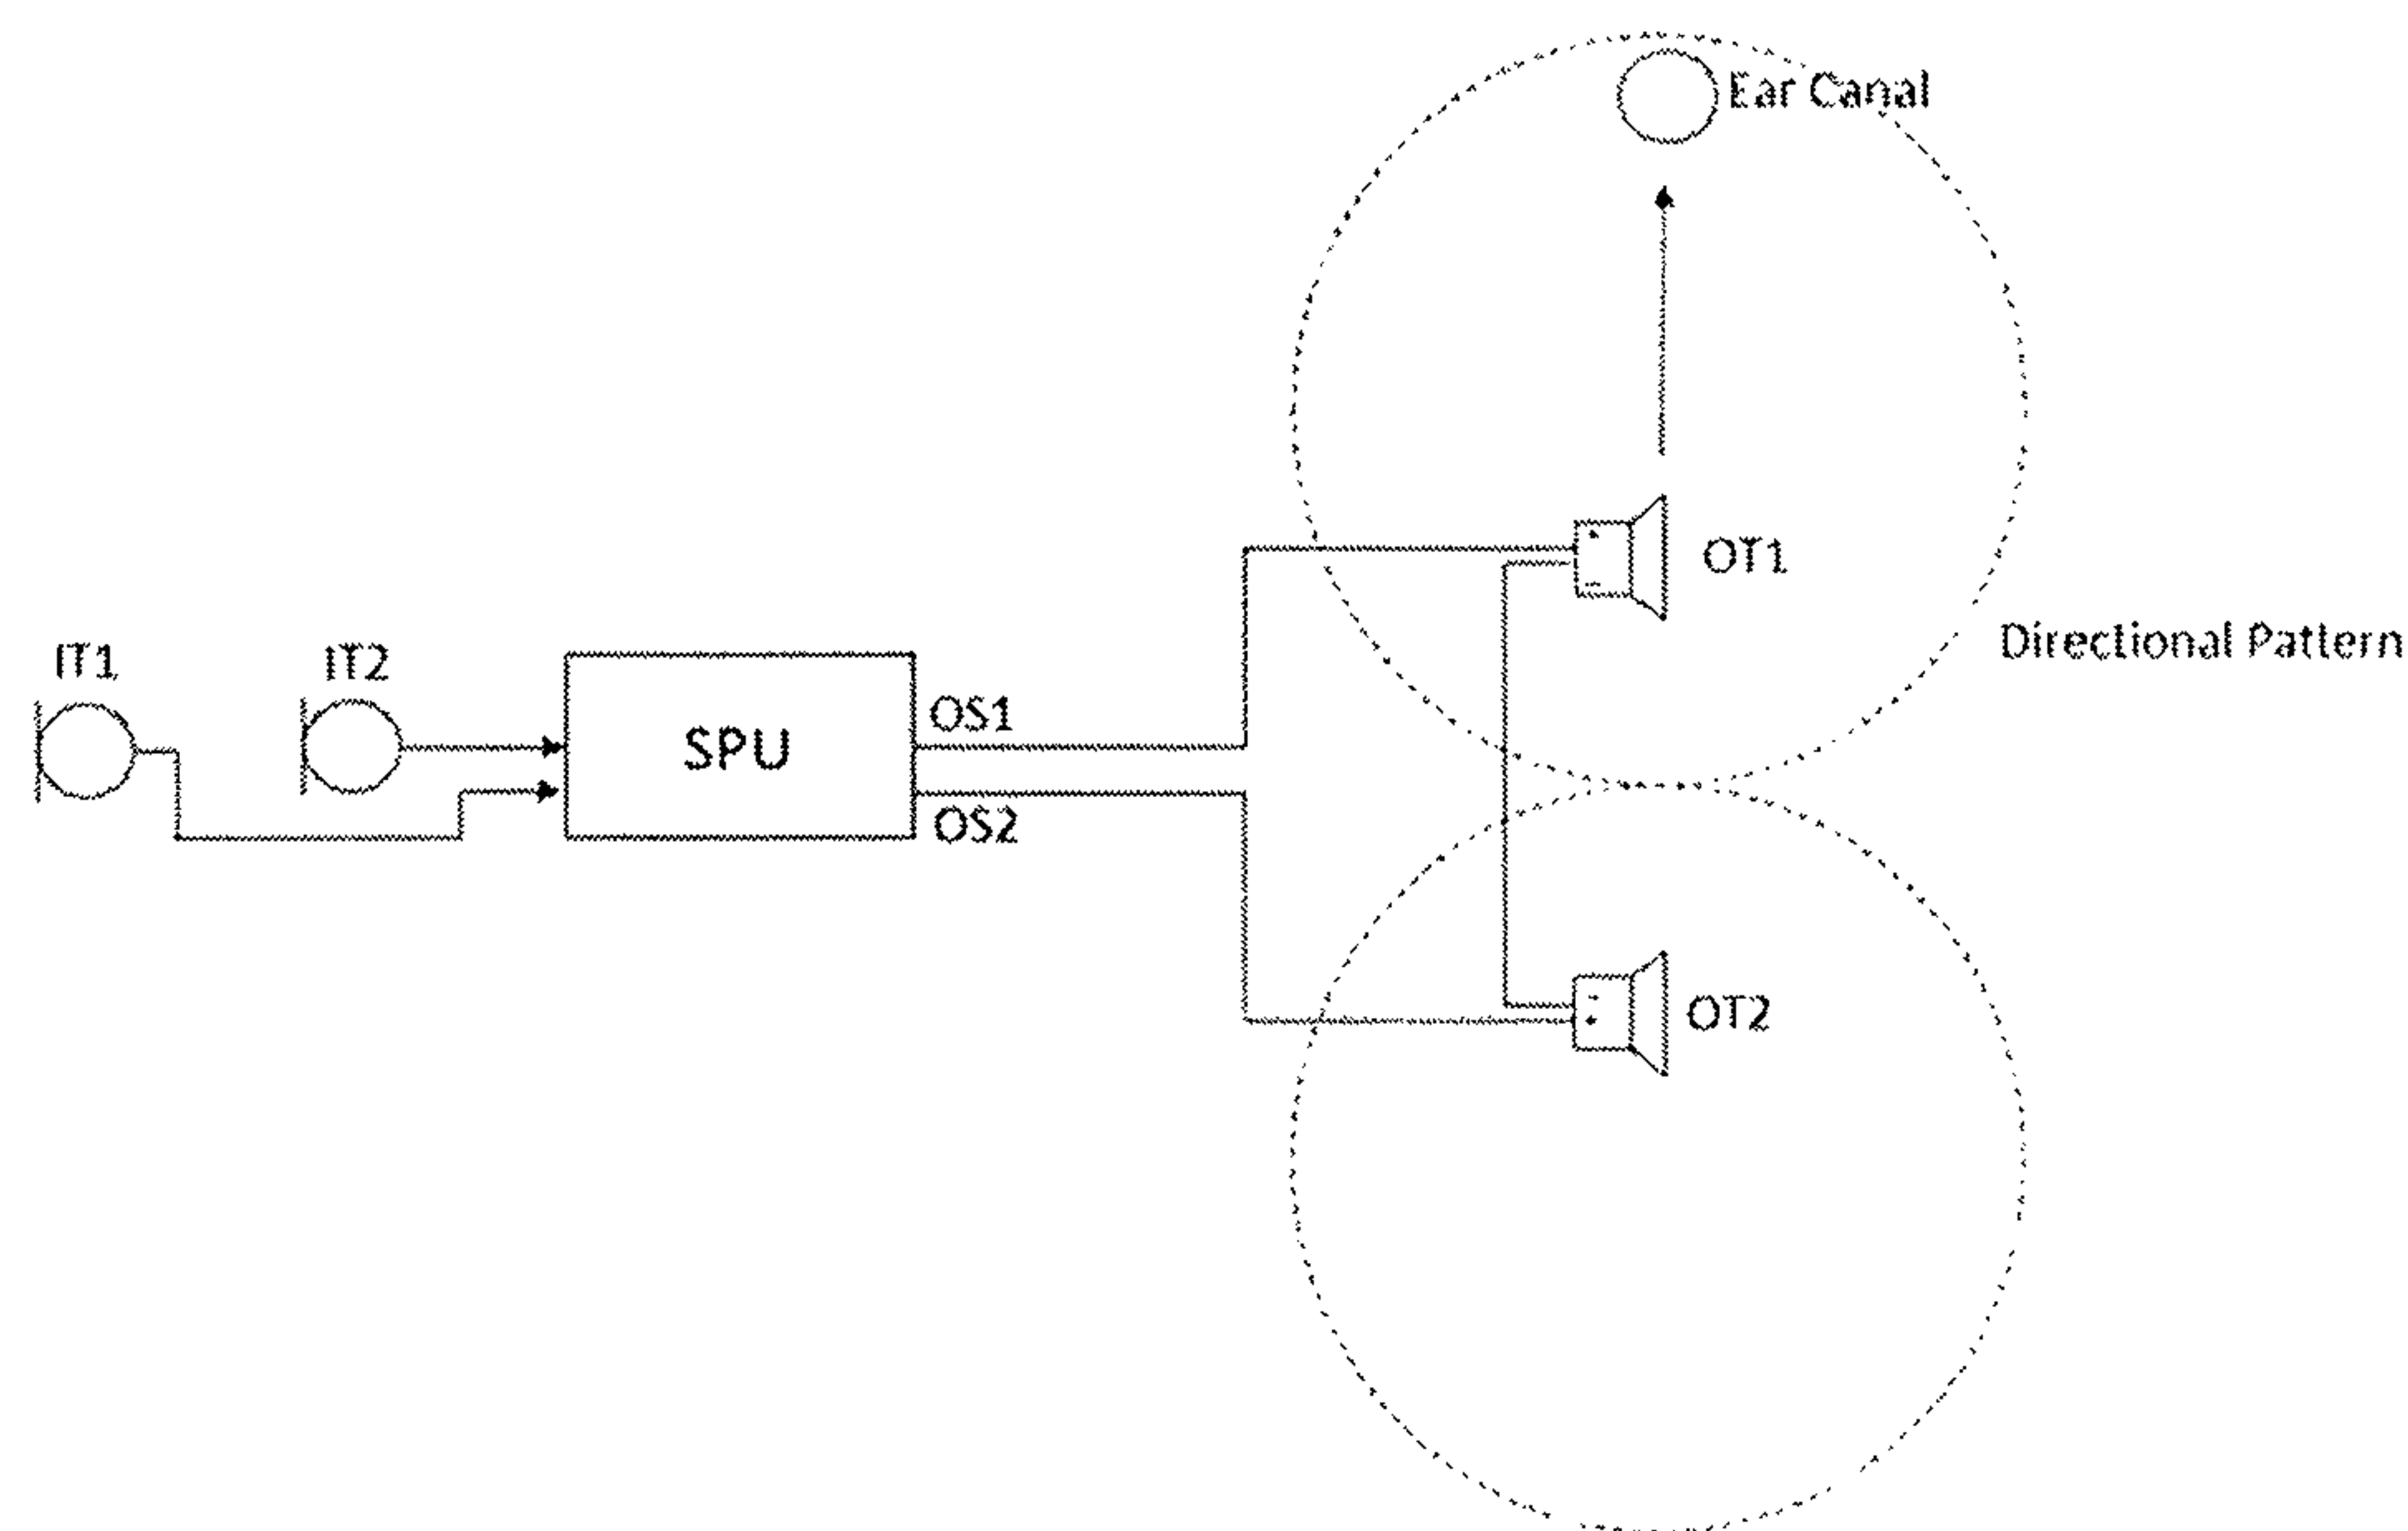 Ear Canal
OT1
Directional Pattern
IT1
IT2
OS1
SPU
OS2
OT2